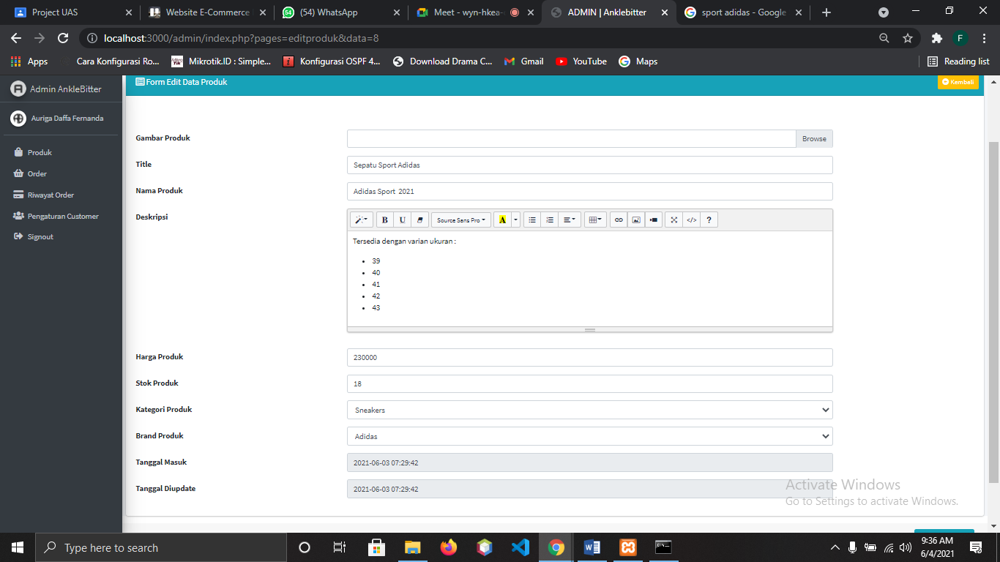 Project UAS
Website E-Commerce
(54) WhatsApp
Meet - wyn-hkea-
ADMIN | Anklebitter
sport adidas - Google
localhost:3000/admin/index.php?pages=editproduk&data=8
F
Apps
Cara Konfigurasi Ro...
Mikrotik.ID : Simple...
Konfigurasi OSPF 4...
Download Drama C...
Gmail
YouTube
Maps
Reading list
Admin AnkleBitter
Auriga Daffa Fernanda
Produk
Order
Riwayat Order
Pengaturan Customer
Signout
Form Edit Data Produk
Kembali
Gambar Produk
Browse
Title
Sepatu Sport Adidas
Nama Produk
Adidas Sport 2021
Deskripsi
B U Source Sans Pro A </> ?
Tersedia dengan varian ukuran :
39
40
41
42
43
Harga Produk
230000
Stok Produk
18
Kategori Produk
Sneakers
Brand Produk
Adidas
Tanggal Masuk
2021-06-03 07:29:42
Tanggal Diupdate
2021-06-03 07:29:42
Activate Windows
Go to Settings to activate Windows.
Type here to search
9:36 AM
6/4/2021